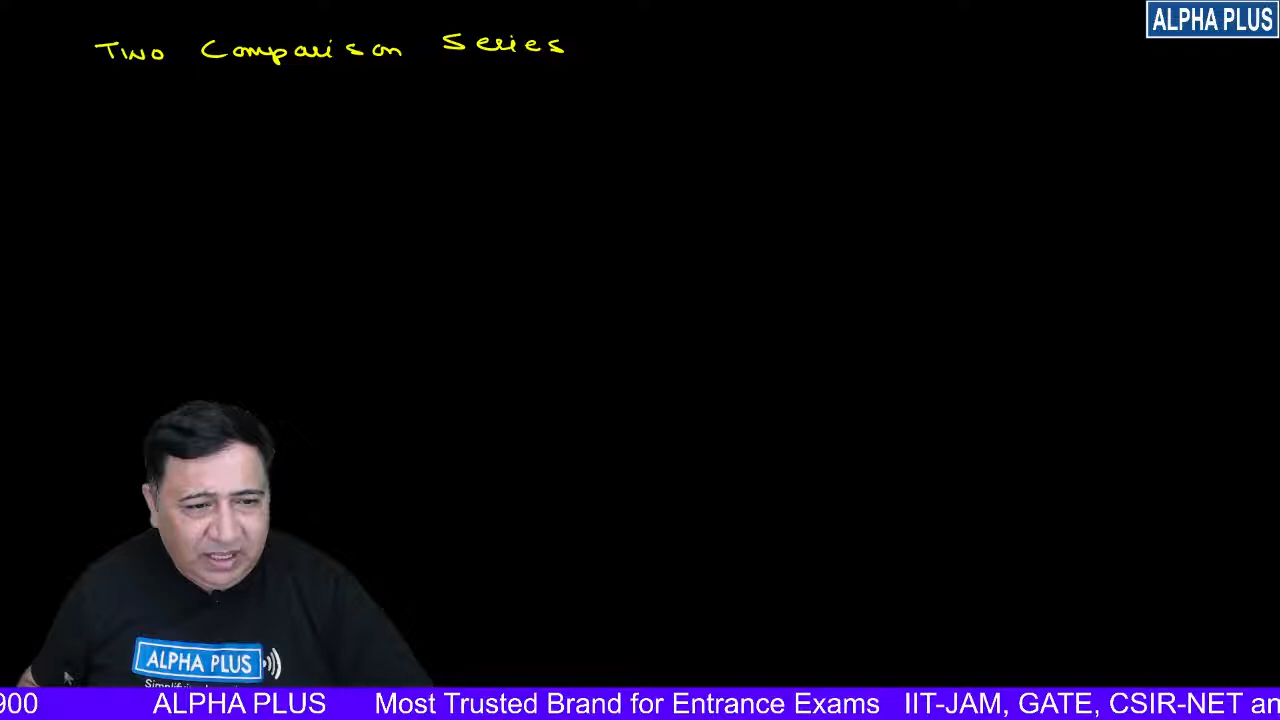 Two Comparison Series
ALPHA PLUS
ALPHA PLUS
900 ALPHA PLUS Most Trusted Brand for Entrance Exams IIT-JAM, GATE, CSIR-NET an